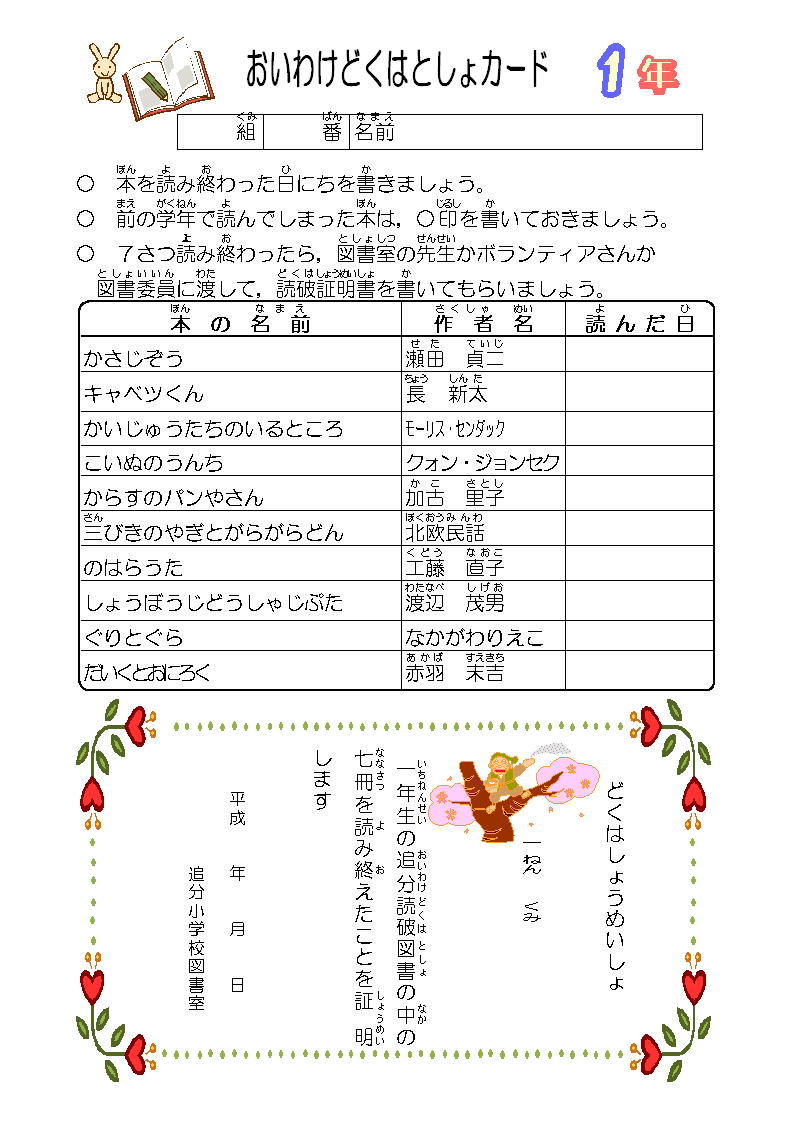 おいわけどくはとしょカード 1年
組 番 名前
○ 本を読み終わった日にちを書きましょう。
○ 前の学年で読んでしまった本は，○印を書いておきましょう。
○ 7さつ読み終わったら，図書室の先生かボランティアさんか
図書委員に渡して，読破証明書を書いてもらいましょう。
本の名前 作者名 読んだ日
かさじぞう 瀬田 貞二
キャベツくん 長 新太
かいじゅうたちのいるところ ﾓｰﾘｽ･ｾﾝﾀﾞｯｸ
こいぬのうんち クォン・ジョンセク
からすのパンやさん 加古 里子
三びきのやぎとがらがらどん 北欧民話
のはらうた 工藤 直子
しょうぼうじどうしゃじぷた 渡辺 茂男
ぐりとぐら なかがわりえこ
だいくとおにろく 赤羽 末吉
どくはしょうめいしょ
一ねん くみ
一年生の追分読破図書の中の
七冊を読み終えたことを証明
します
平成 年 月 日
追分小学校図書室